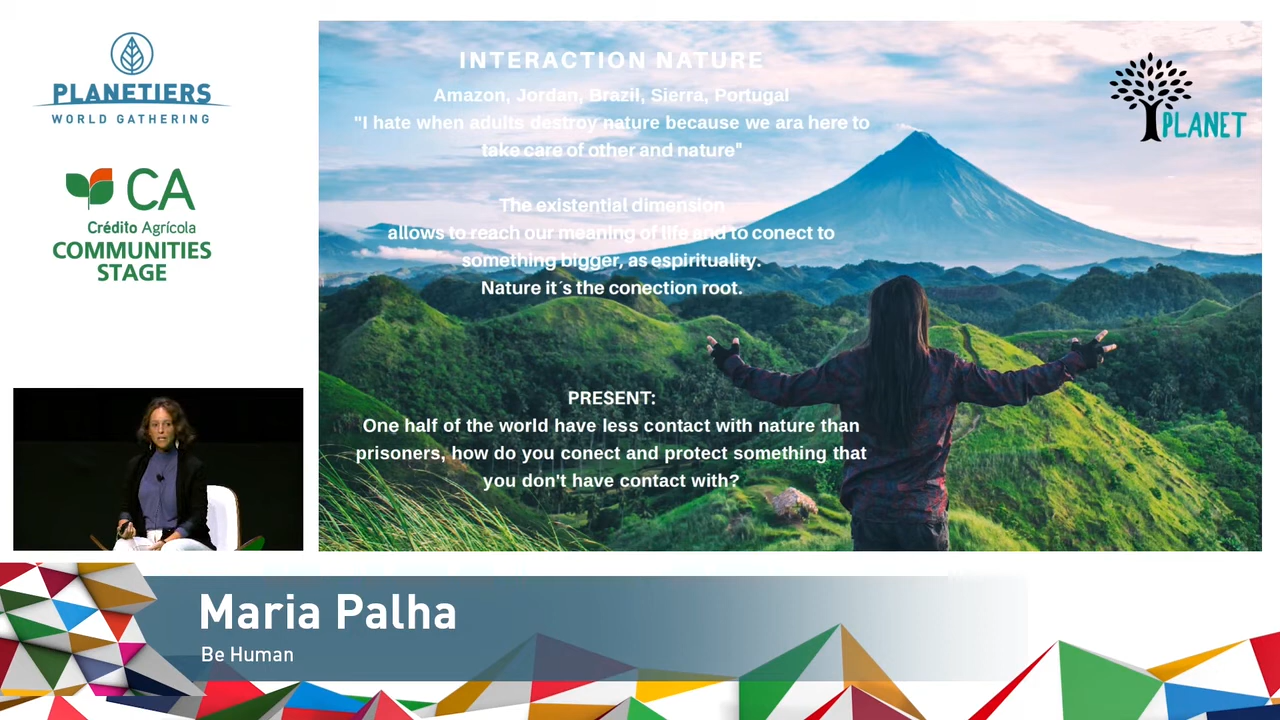 PLANETIERS
WORLD GATHERING
CA
Crédito Agrícola
COMMUNITIES
STAGE
INTERACTION NATURE
Amazon, Jordan, Brazil, Sierra, Portugal
"I hate when adults destroy nature because we ara here to
take care of other and nature"
The existential dimension
allows to reach our meaning of life and to conect to
something bigger, as espirituality.
Nature it´s the conection root.
PRESENT:
One half of the world have less contact with nature than
prisoners, how do you conect and protect something that
you don't have contact with?
PLANET
Maria Palha
Be Human